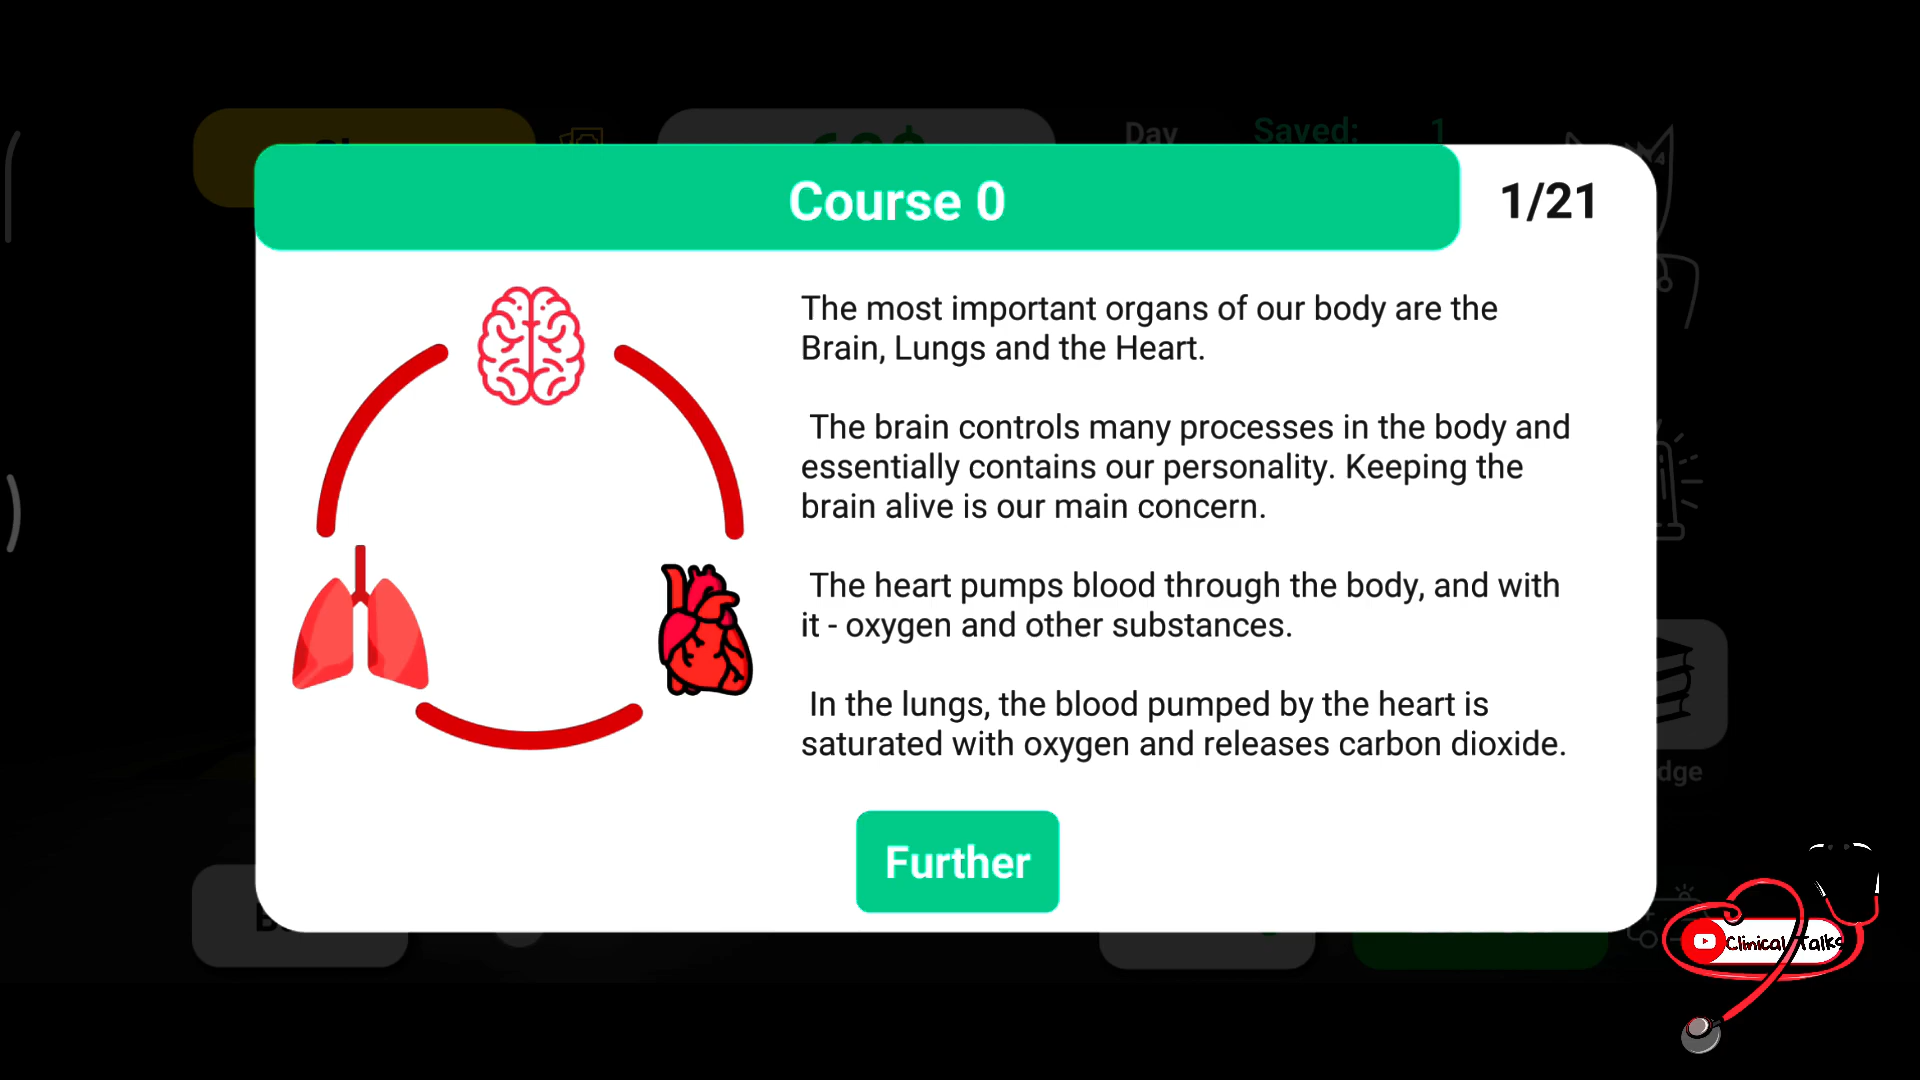 Day
Saved:
1
Course 0
1/21
The most important organs of our body are the
Brain, Lungs and the Heart.
The brain controls many processes in the body and
essentially contains our personality. Keeping the
brain alive is our main concern.
The heart pumps blood through the body, and with
it - oxygen and other substances.
In the lungs, the blood pumped by the heart is
saturated with oxygen and releases carbon dioxide.
Further
Clinical Talks